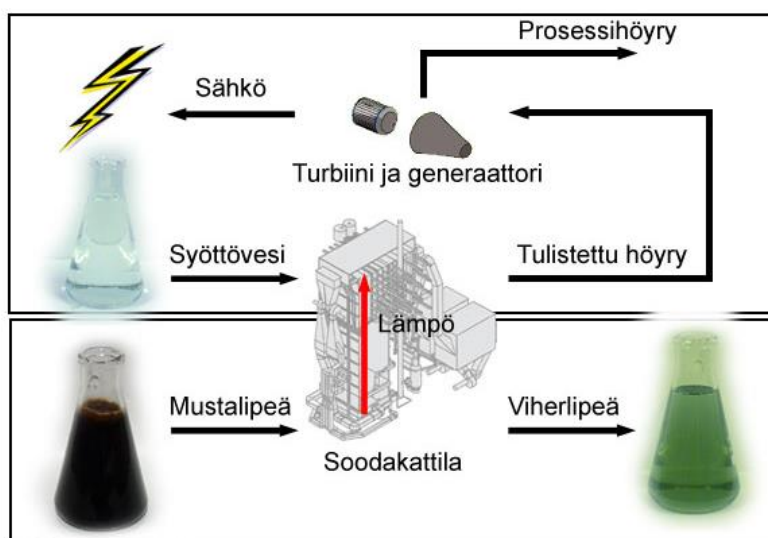 Prosessihöyry
Sähkö
Turbiini ja generaattori
Syöttövesi
Tulistettu höyry
Lämpö
Mustalipeä
Viherlipeä
Soodakattila